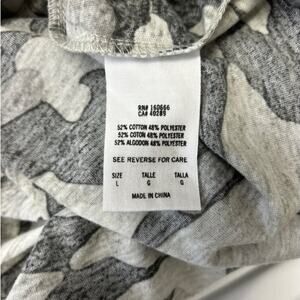 RN# 160666
CA# 40289
52% COTTON 48% POLYESTER
52% COTON 48% POLYESTER
52% ALGODON 48% POLYESTER
SEE REVERSE FOR CARE
SIZE TALLE TALLA
L G G
MADE IN CHINA